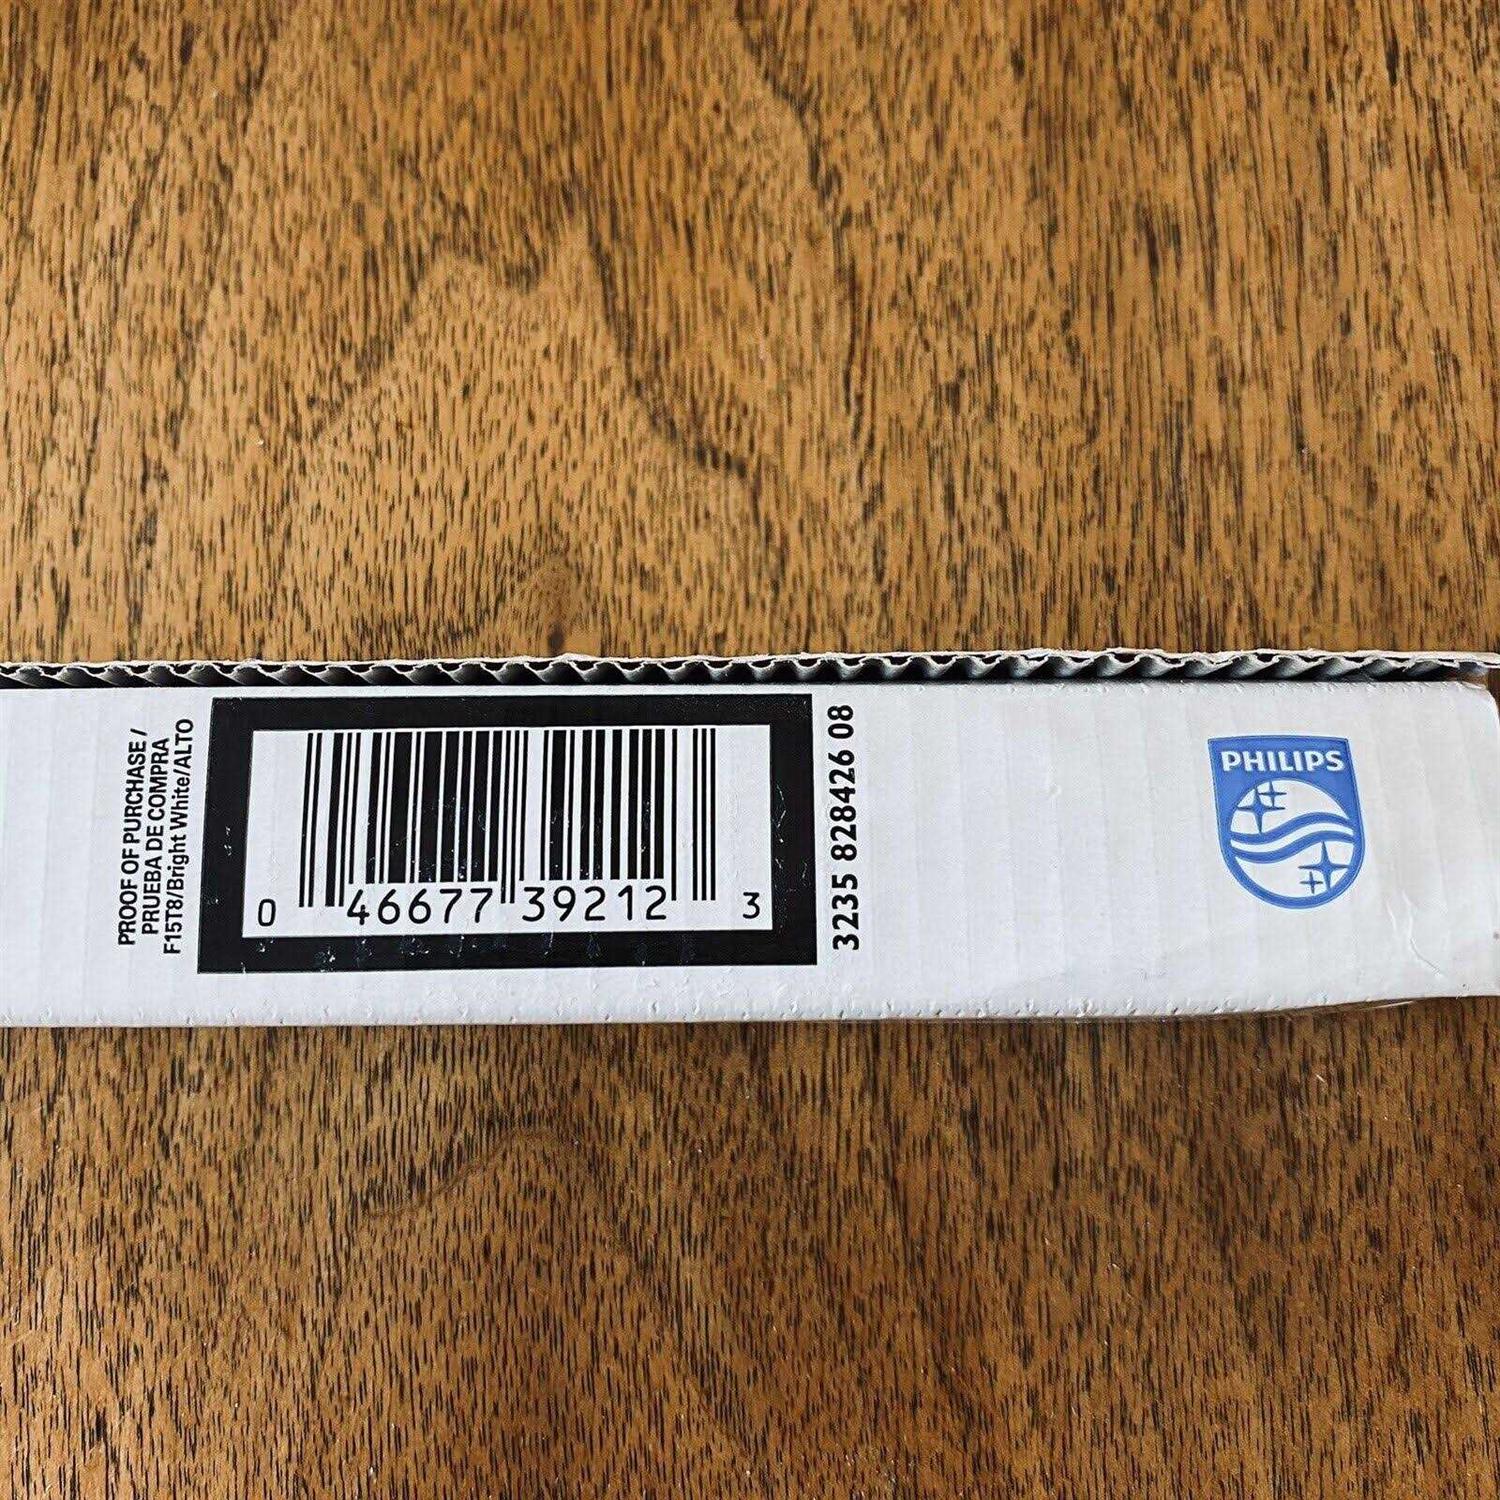 PROOF OF PURCHASE /
PRUEBA DE COMPRA
F15T8/Bright White/ALTO
0 46677 39212 3
3235 828426 08
PHILIPS